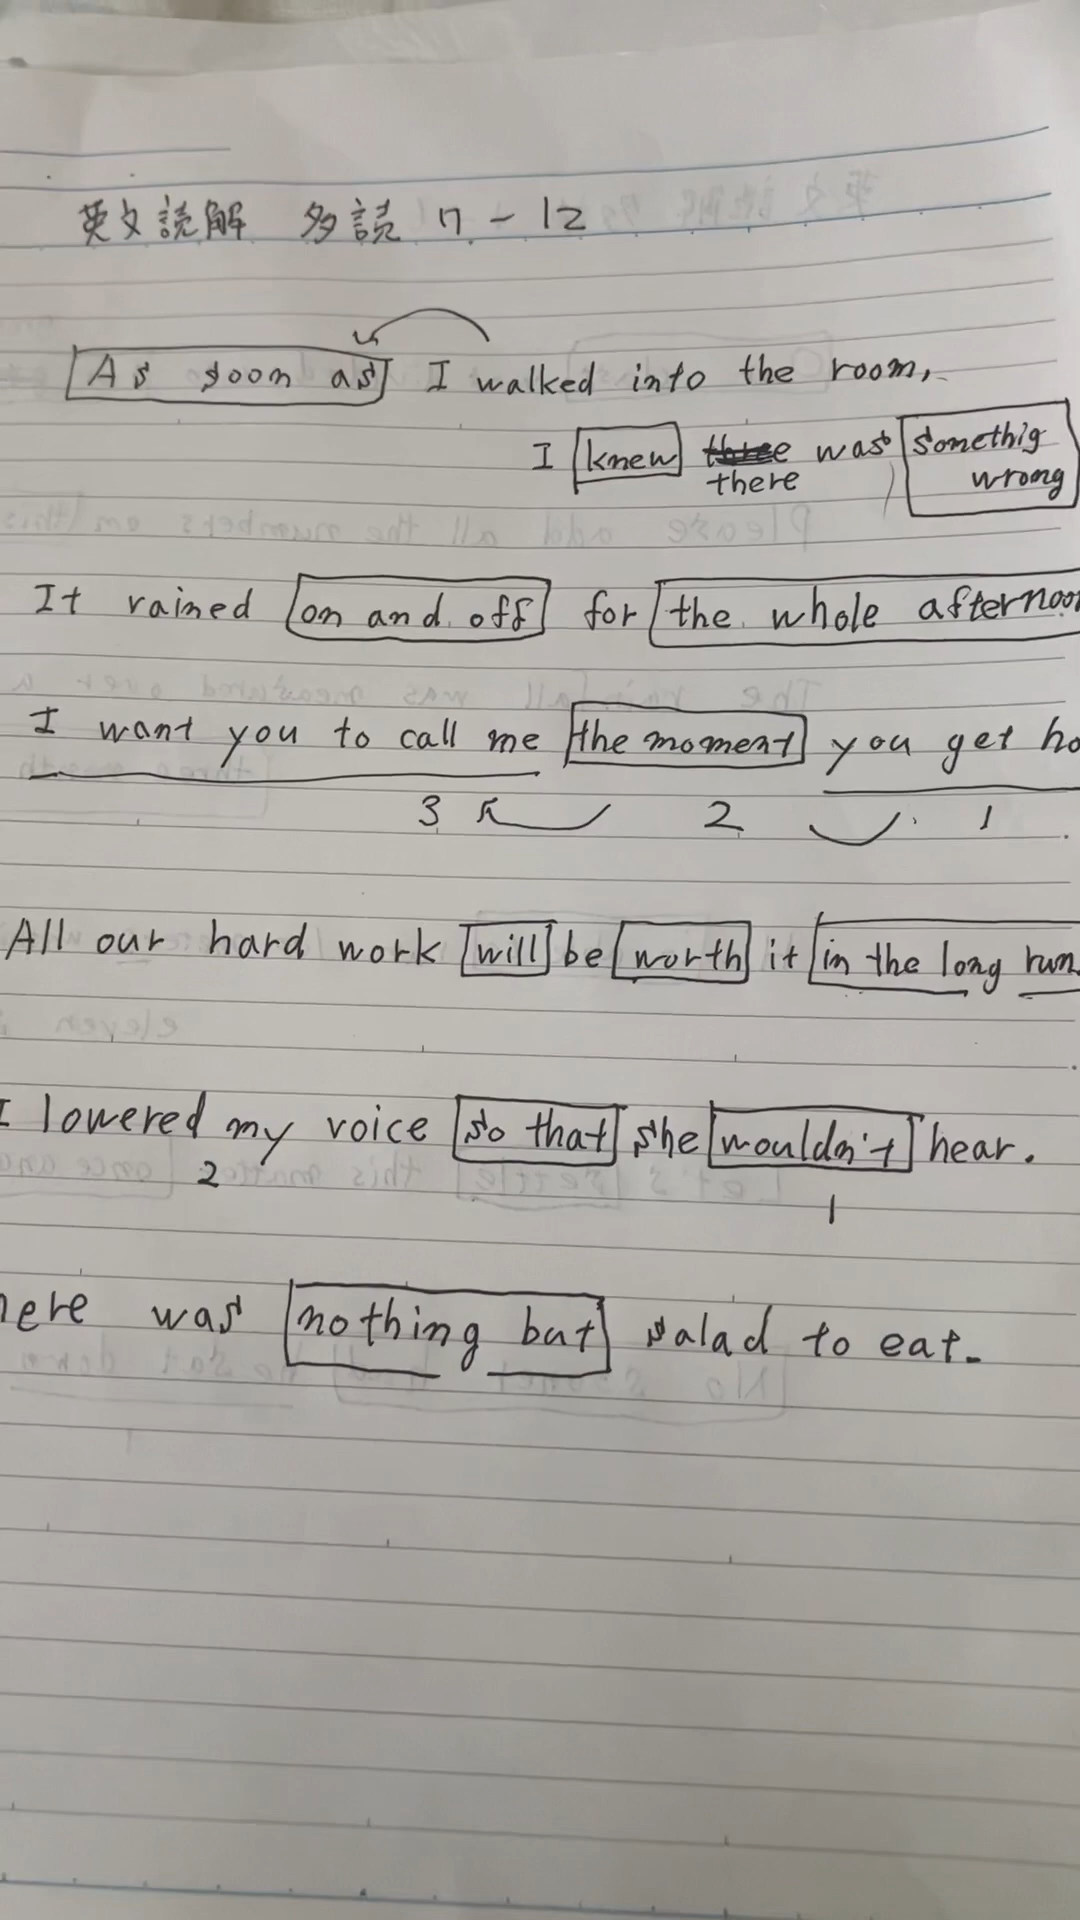 英文読解 多読 7-12
As soon as I walked into the room,
I knew there was somethig
wrong
It rained on and off for the whole afternoon
I want you to call me the moment you get ho
3 2 1
All our hard work will be worth it in the long run.
I lowered my voice so that she wouldn't hear.
2 1
here was nothing but salad to eat.